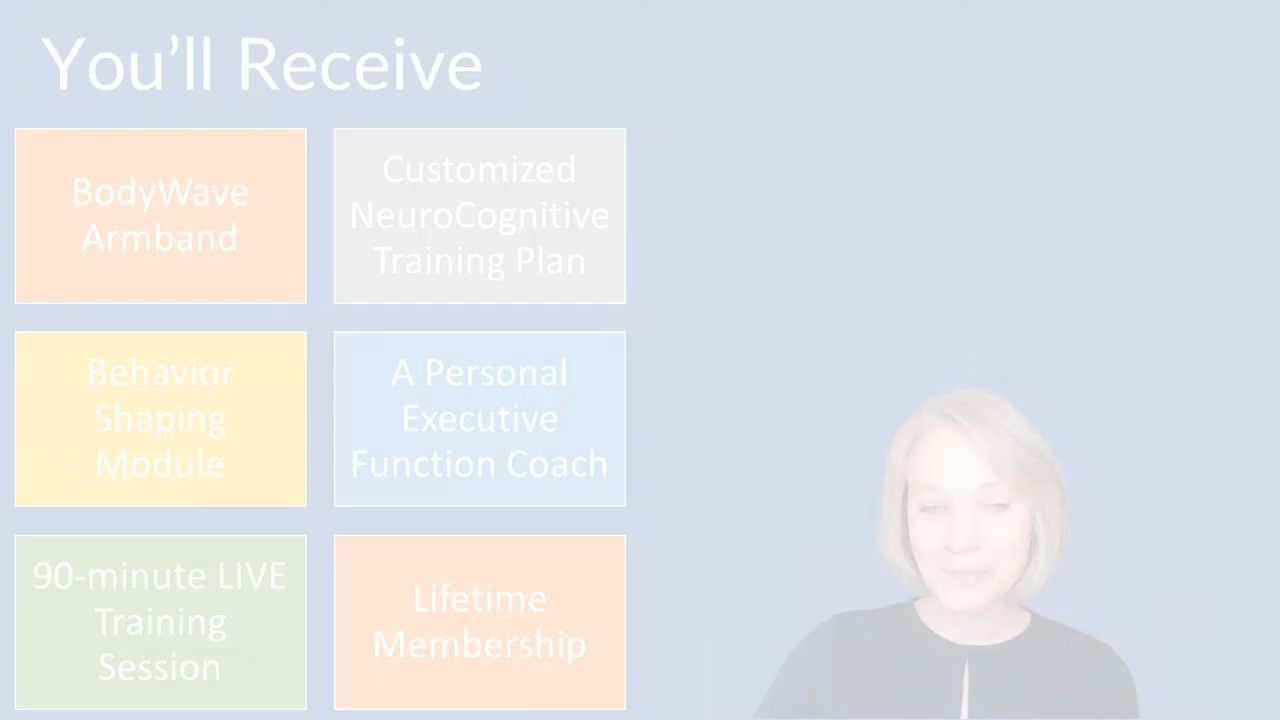 You’ll Receive
BodyWave
Armband
Customized
NeuroCognitive
Training Plan
Behavior
Shaping
Module
A Personal
Executive
Function Coach
90-minute LIVE
Training
Session
Lifetime
Membership